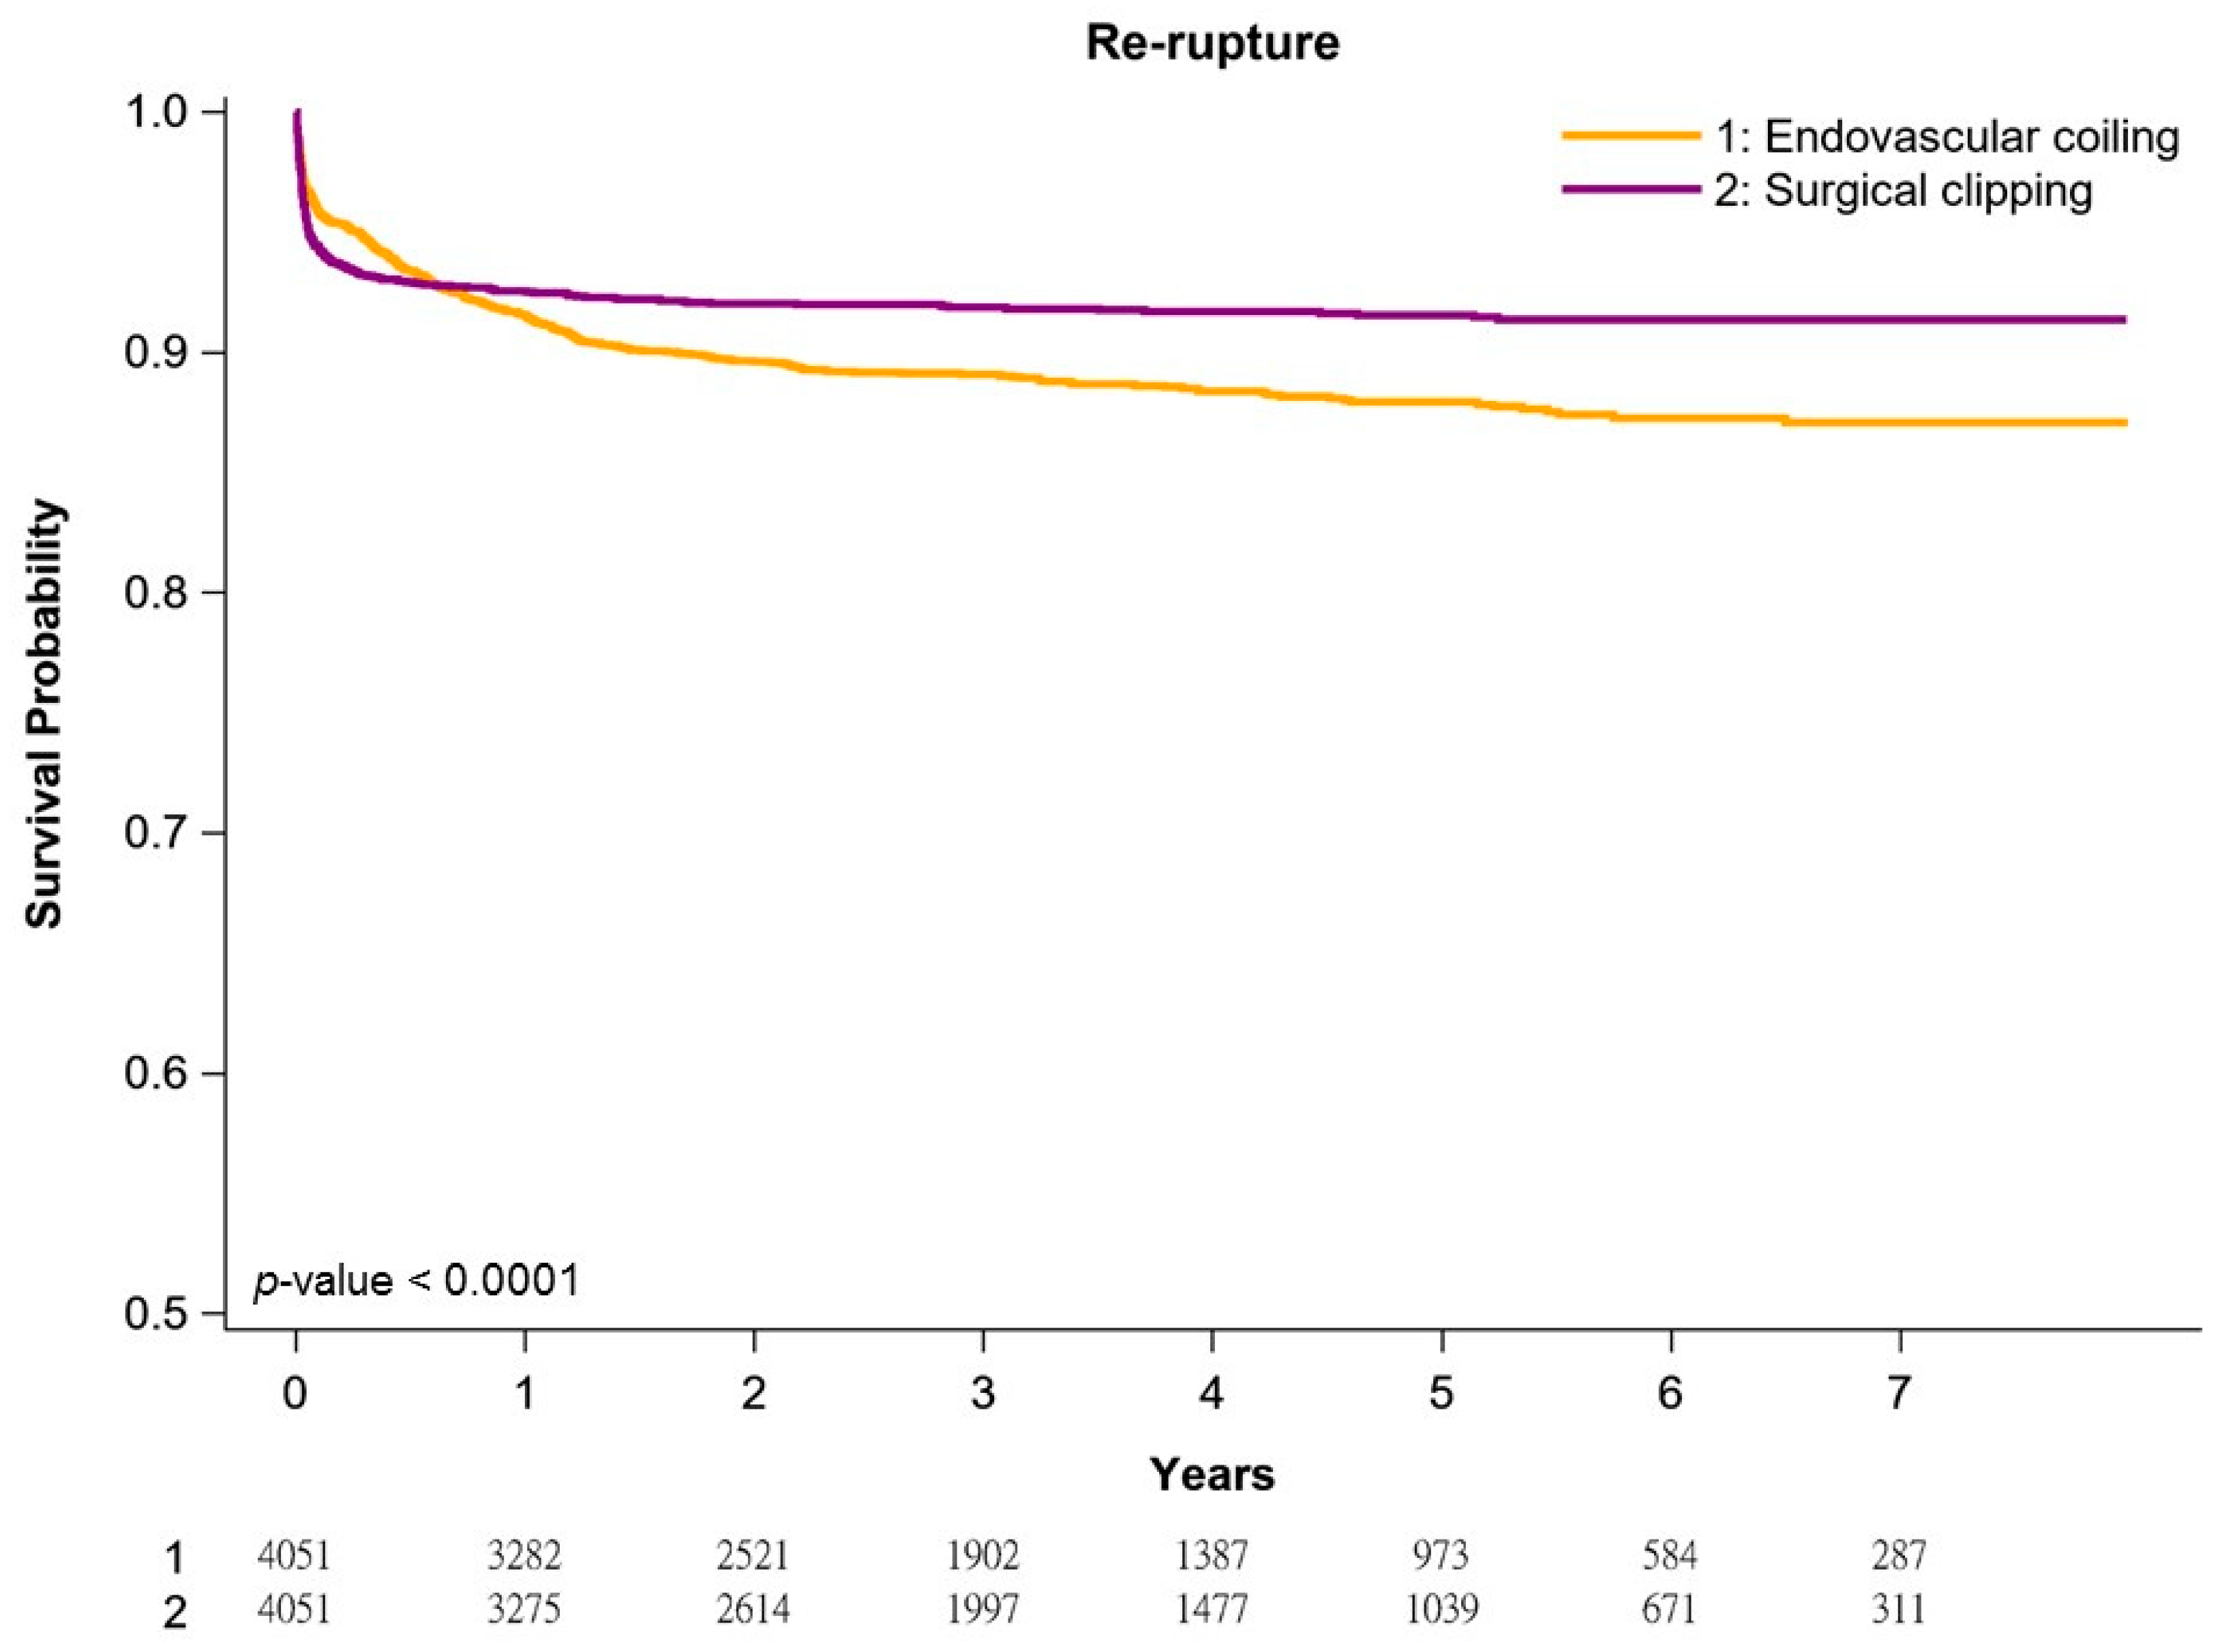 Re-rupture
1: Endovascular coiling
2: Surgical clipping
1.0
0.9
0.8
0.7
0.6
0.5
Survival Probability
p-value < 0.0001
0 1 2 3 4 5 6 7
Years
1 4051 3282 2521 1902 1387 973 584 287
2 4051 3275 2614 1997 1477 1039 671 311